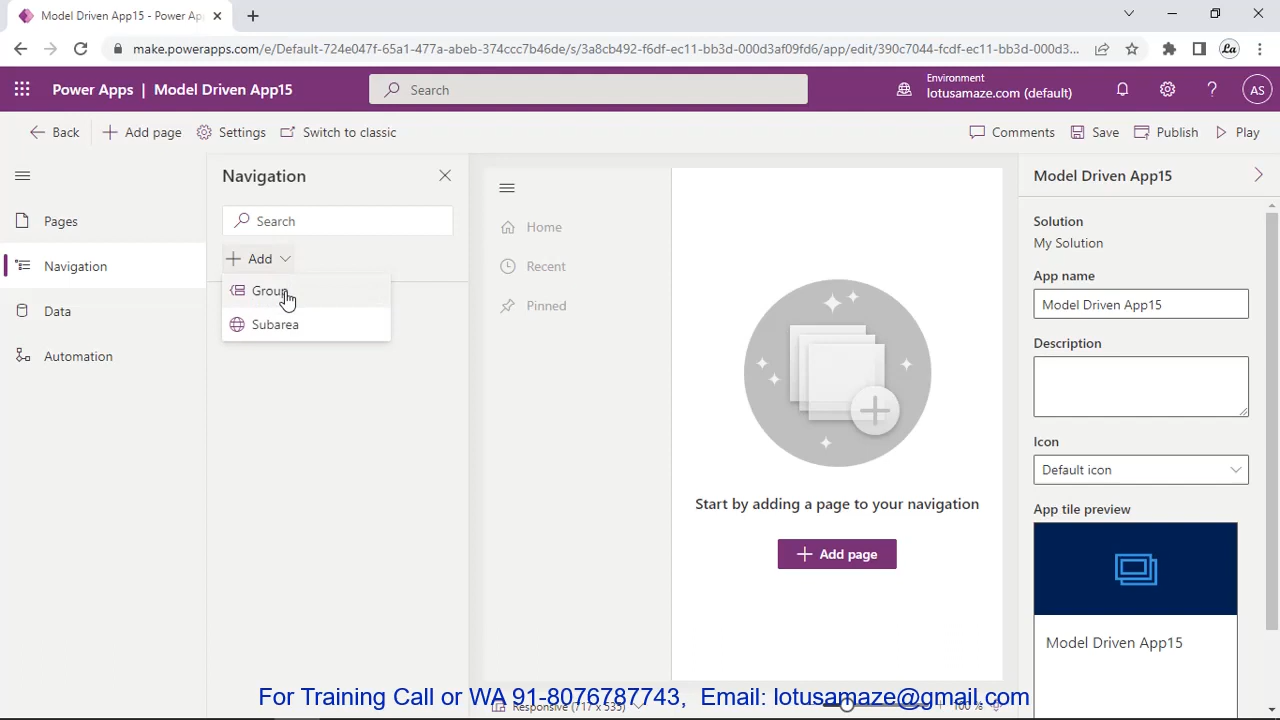 Model Driven App15 - Power Ap
make.powerapps.com/e/Default-724e047f-65a1-477a-abeb-374ccc7b46de/s/3a8cb492-f6df-ec11-bb3d-000d3af09fd6/app/edit/390c7044-fcdf-ec11-bb3d-000d3...
Power Apps | Model Driven App15
Search
Environment
lotusamaze.com (default)
AS
Back
Add page
Settings
Switch to classic
Comments
Save
Publish
Play
Pages
Navigation
Data
Automation
Navigation
Search
Add
Group
Subarea
Home
Recent
Pinned
Start by adding a page to your navigation
Add page
Model Driven App15
Solution
My Solution
App name
Model Driven App15
Description
Icon
Default icon
App tile preview
Model Driven App15
For Training Call or WA 91-8076787743, Email: lotusamaze@gmail.com
Responsive (717 x 535)
100 %